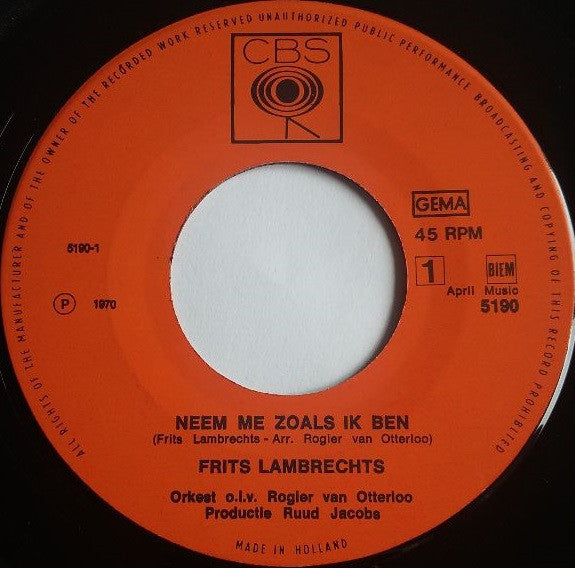 ALL RIGHTS OF THE MANUFACTURER AND OF THE OWNER OF THE RECORDED WORK RESERVED UNAUTHORIZED PUBLIC PERFORMANCE BROADCASTING AND COPYING OF THIS RECORD PROHIBITED
CBS
GEMA
45 RPM
5190-1
1 BIEM
April Music
P 1970
5190
NEEM ME ZOALS IK BEN
(Frits Lambrechts - Arr. Rogier van Otterloo)
FRITS LAMBRECHTS
Orkest o.l.v. Rogier van Otterloo
Productie Ruud Jacobs
MADE IN HOLLAND